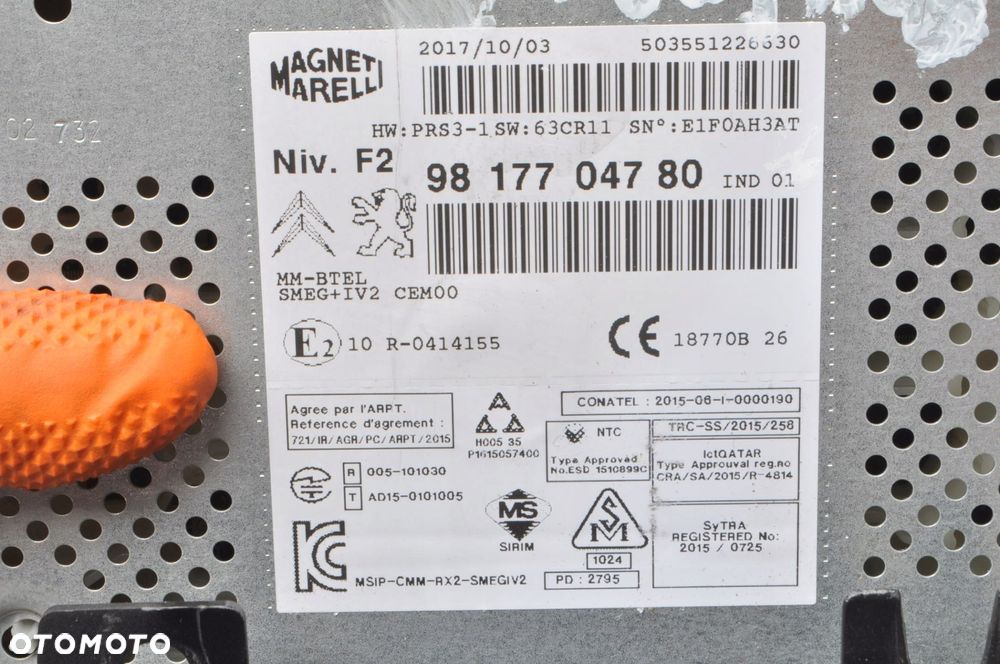 02 732
MAGNETI
MARELLI
2017/10/03 503551226630
HW:PRS3-1 SW:63CR11 SN°:E1F0AH3AT
Niv. F2 98 177 047 80 IND 01
MM-BTEL
SMEG+IV2 CEM00
E2 10 R-0414155 CE 18770B 26
Agree par l'ARPT.
Reference d'agrement :
721/IR/AGR/PC/ARPT/2015
H005 35
P1615057400
CONATEL : 2015-06-I-0000190
NTC
Type Approved
No.ESD 1510899C
TRC-SS/2015/258
IctQATAR
Type Approuval reg.no
CRA/SA/2015/R-4814
R 005-101030
T AD15-0101005
MS
SIRIM
S
M
1024
PD : 2795
SyTRA
REGISTERED No:
2015 / 0725
KC
MSIP-CMM-RX2-SMEGIV2
OTOMOTO